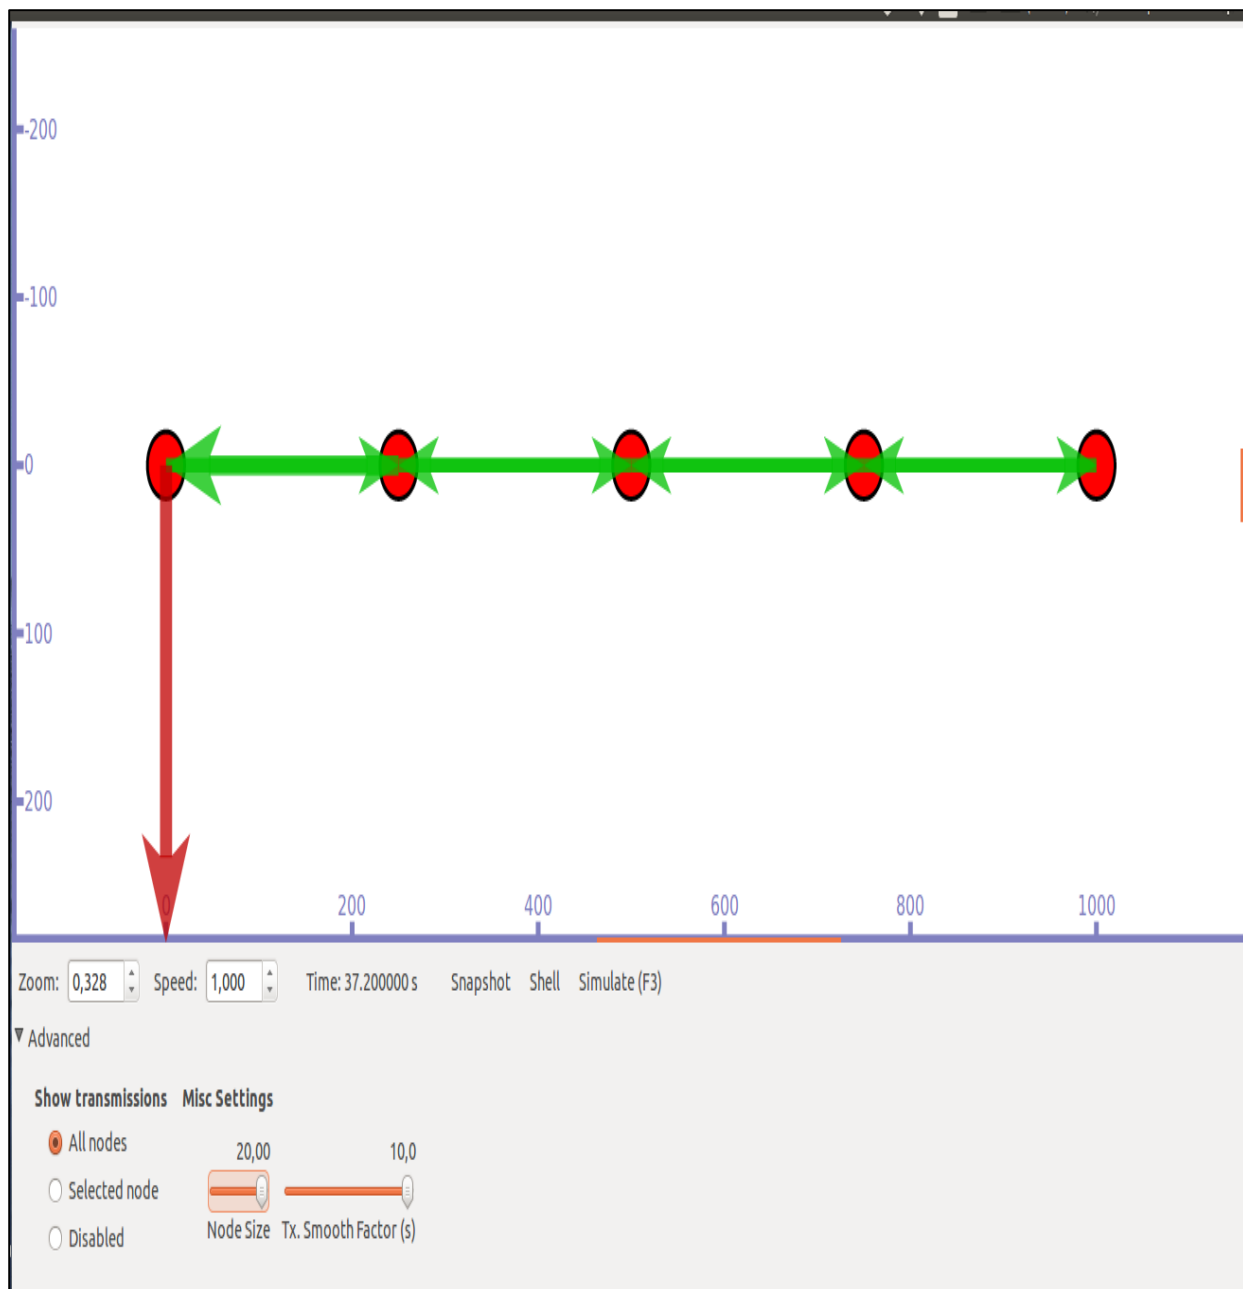 -200
-100
0
100
200
0 200 400 600 800 1000
Zoom: 0,328 Speed: 1,000 Time: 37.200000 s Snapshot Shell Simulate (F3)
Advanced
Show transmissions Misc Settings
All nodes 20,00 10,0
Selected node
Disabled Node Size Tx. Smooth Factor (s)